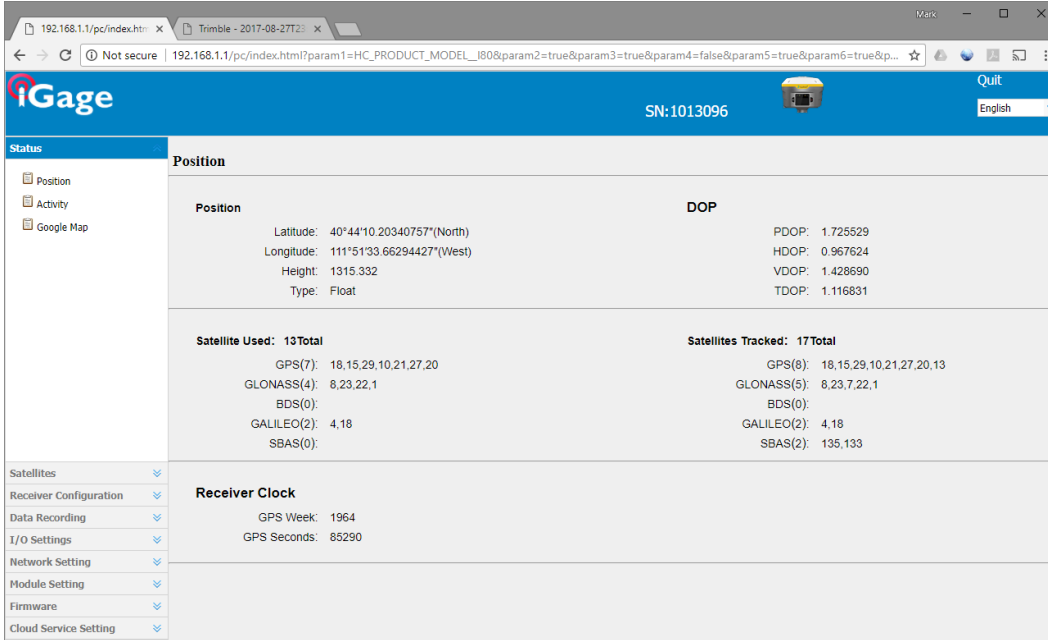 Mark
192.168.1.1/pc/index.htm
Trimble - 2017-08-27T23
Not secure | 192.168.1.1/pc/index.html?param1=HC_PRODUCT_MODEL__I80&param2=true&param3=true&param4=false&param5=true&param6=true&p...
iGage
SN:1013096
Quit
English
Status
Position
Activity
Google Map
Satellites
Receiver Configuration
Data Recording
I/O Settings
Network Setting
Module Setting
Firmware
Cloud Service Setting
Position
Position
Latitude: 40°44'10.20340757"(North)
Longitude: 111°51'33.66294427"(West)
Height: 1315.332
Type: Float
DOP
PDOP: 1.725529
HDOP: 0.967624
VDOP: 1.428690
TDOP: 1.116831
Satellite Used: 13Total
GPS(7): 18,15,29,10,21,27,20
GLONASS(4): 8,23,22,1
BDS(0):
GALILEO(2): 4,18
SBAS(0):
Satellites Tracked: 17Total
GPS(8): 18,15,29,10,21,27,20,13
GLONASS(5): 8,23,7,22,1
BDS(0):
GALILEO(2): 4,18
SBAS(2): 135,133
Receiver Clock
GPS Week: 1964
GPS Seconds: 85290